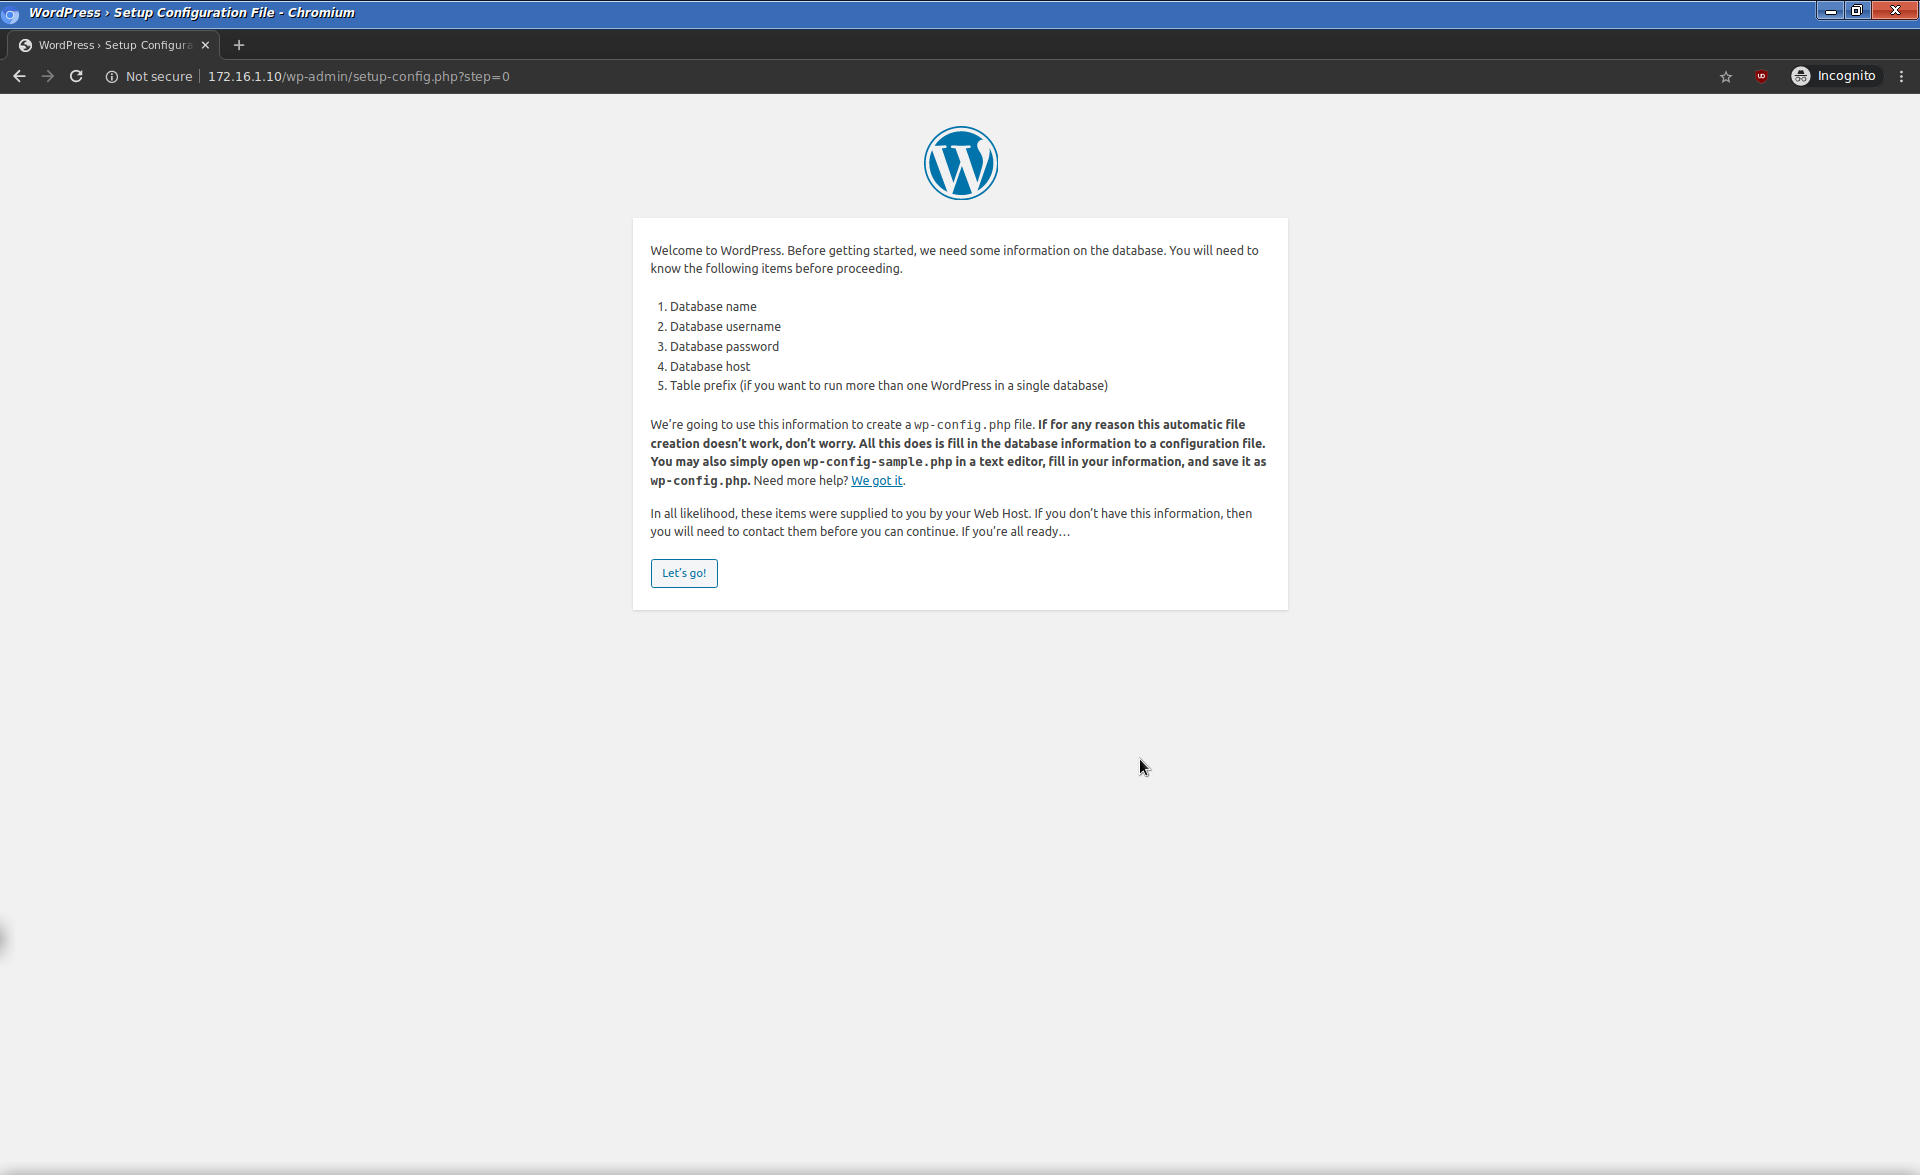 WordPress › Setup Configuration File - Chromium
WordPress › Setup Configura
Not secure
172.16.1.10/wp-admin/setup-config.php?step=0
Incognito
Welcome to WordPress. Before getting started, we need some information on the database. You will need to
know the following items before proceeding.
1. Database name
2. Database username
3. Database password
4. Database host
5. Table prefix (if you want to run more than one WordPress in a single database)
We’re going to use this information to create a wp-config.php file. If for any reason this automatic file
creation doesn’t work, don’t worry. All this does is fill in the database information to a configuration file.
You may also simply open wp-config-sample.php in a text editor, fill in your information, and save it as
wp-config.php. Need more help? We got it.
In all likelihood, these items were supplied to you by your Web Host. If you don’t have this information, then
you will need to contact them before you can continue. If you’re all ready…
Let’s go!